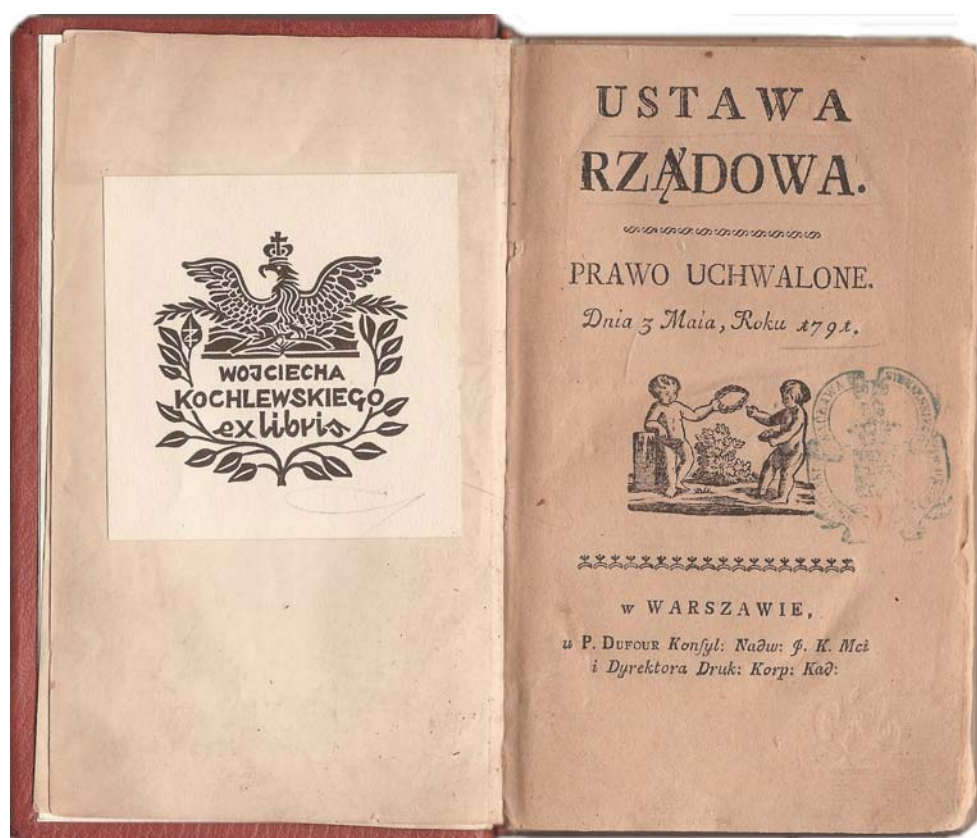 WOJCIECHA
KOCHLEWSKIEGO
ex libris
USTAWA
RZĄDOWA.
PRAWO UCHWALONE.
Dnia 3 Maia, Roku 1791.
w WARSZAWIE,
u P. DUFOUR Konſyl: Nadw: J. K. Mci
i Dyrektora Druk: Korp: Kad: